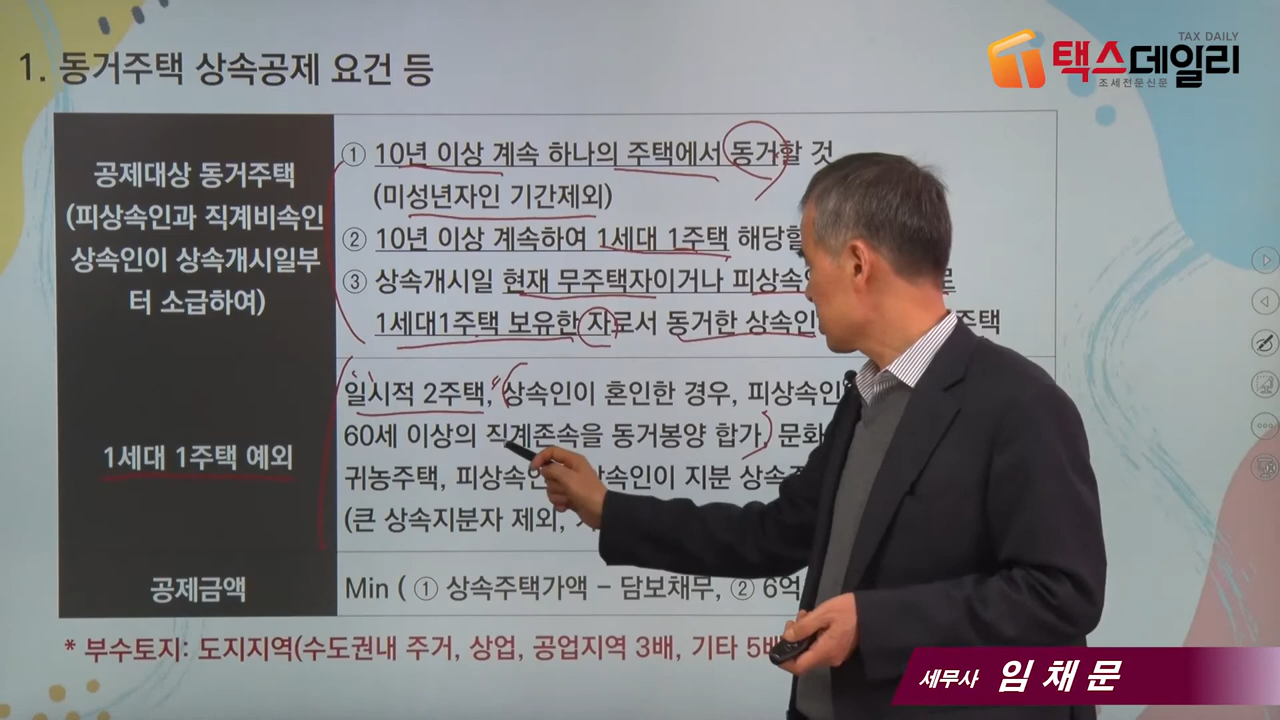 1. 동거주택 상속공제 요건 등
TAX DAILY
택스데일리
조세전문신문
공제대상 동거주택
(피상속인과 직계비속인
상속인이 상속개시일부
터 소급하여)
① 10년 이상 계속 하나의 주택에서 동거할 것
(미성년자인 기간제외)
② 10년 이상 계속하여 1세대 1주택 해당할
③ 상속개시일 현재 무주택자이거나 피상속
1세대1주택 보유한 자로서 동거한 상속인 주택
1세대 1주택 예외
일시적 2주택, 상속인이 혼인한 경우, 피상속인
60세 이상의 직계존속을 동거봉양 합가, 문화
귀농주택, 피상속인 상속인이 지분 상속
(큰 상속지분자 제외,
공제금액
Min ( ① 상속주택가액 – 담보채무, ② 6억
* 부수토지: 도지지역(수도권내 주거, 상업, 공업지역 3배, 기타 5배
세무사 임채문